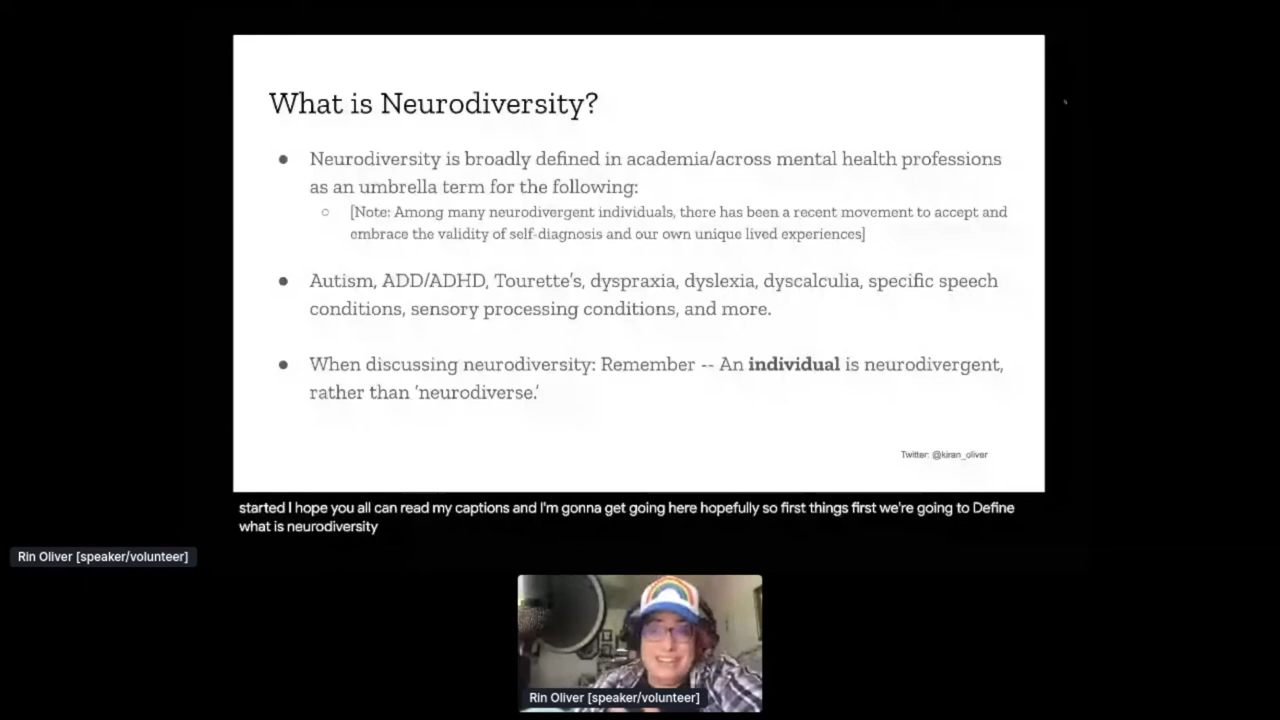 What is Neurodiversity?
● Neurodiversity is broadly defined in academia/across mental health professions
as an umbrella term for the following:
○ [Note: Among many neurodivergent individuals, there has been a recent movement to accept and
embrace the validity of self-diagnosis and our own unique lived experiences]
● Autism, ADD/ADHD, Tourette's, dyspraxia, dyslexia, dyscalculia, specific speech
conditions, sensory processing conditions, and more.
● When discussing neurodiversity: Remember -- An individual is neurodivergent,
rather than 'neurodiverse.'
Twitter: @kiran_oliver
started I hope you all can read my captions and I'm gonna get going here hopefully so first things first we're going to Define
what is neurodiversity
Rin Oliver [speaker/volunteer]
Rin Oliver [speaker/volunteer]